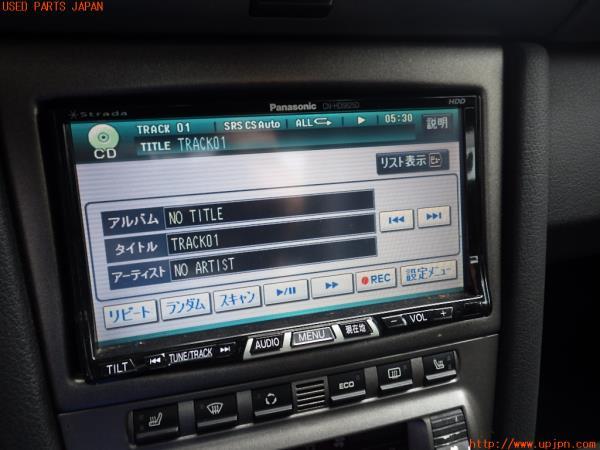 USED PARTS JAPAN
Strada
Panasonic CN-HDS625D
HDD
TRACK 01 SRS CS Auto ALL 05:30 説明
TITLE TRACK01
CD
リスト表示
アルバム NO TITLE
タイトル TRACK01
アーティスト NO ARTIST
リピート ランダム スキャン REC 設定メニュー
TILT TUNE/TRACK AUDIO MENU 現在地 VOL
ECO
http://www.upjpn.com